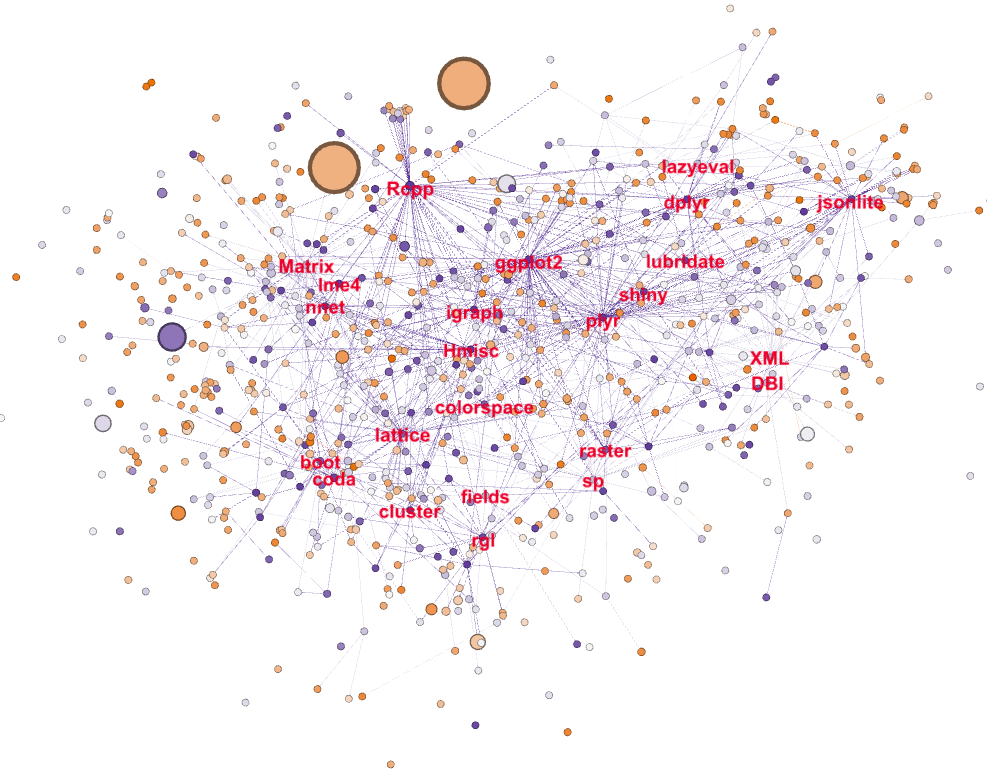 lazyeval
Rcpp
dplyr
jsonlite
Matrix
ggplot2
lubridate
lme4
shiny
nnet
igraph
plyr
Hmisc
XML
DBI
colorspace
lattice
raster
boot
coda
sp
fields
cluster
rgl